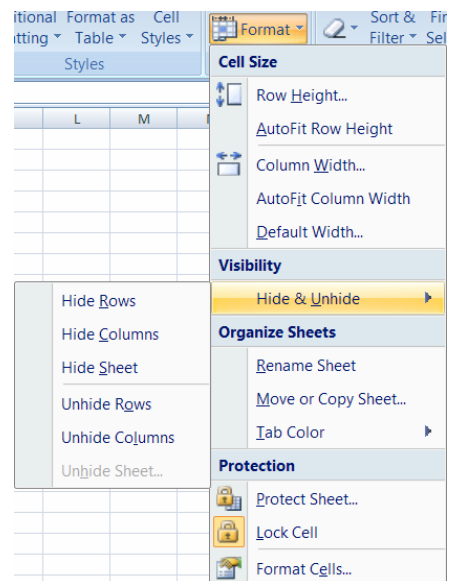 itional Format as Cell Format Sort & Fi
atting Table Styles Filter Sel
Styles
Cell Size
Row Height...
AutoFit Row Height
Column Width...
AutoFit Column Width
Default Width...
Visibility
Hide & Unhide
Organize Sheets
Rename Sheet
Move or Copy Sheet...
Tab Color
Protection
Protect Sheet...
Lock Cell
Format Cells...
L M
Hide Rows
Hide Columns
Hide Sheet
Unhide Rows
Unhide Columns
Unhide Sheet...